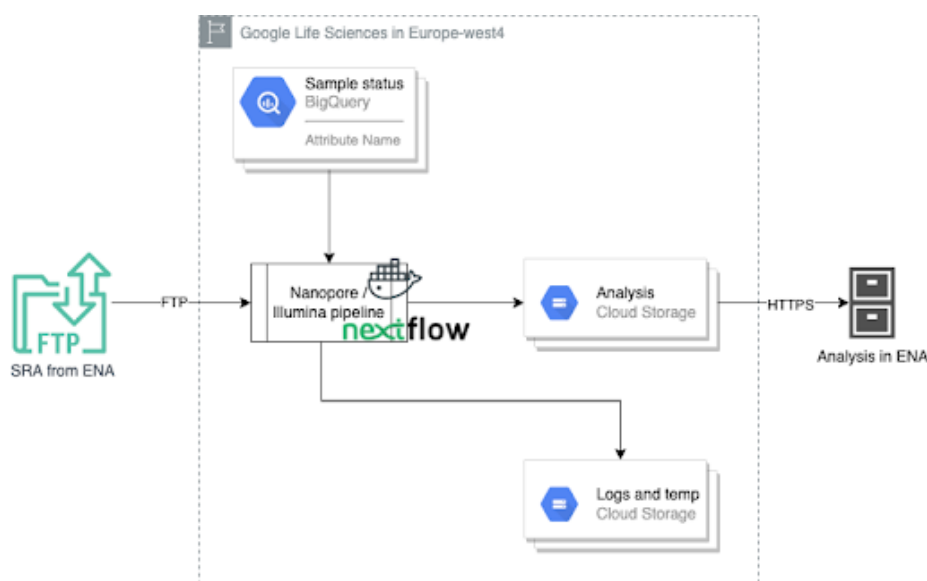 Google Life Sciences in Europe-west4
Sample status
BigQuery
Attribute Name
FTP
SRA from ENA
FTP
Nanopore /
Illumina pipeline
nextflow
Analysis
Cloud Storage
HTTPS
Analysis in ENA
Logs and temp
Cloud Storage